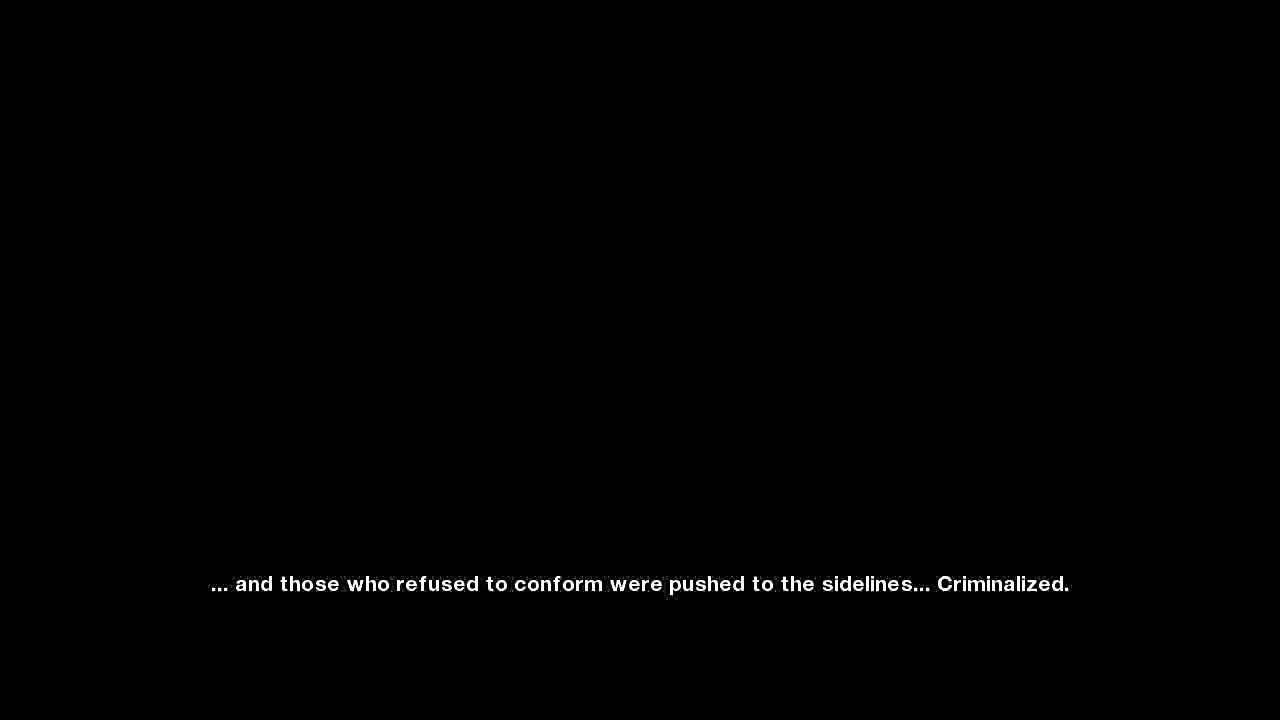 ... and those who refused to conform were pushed to the sidelines... Criminalized.